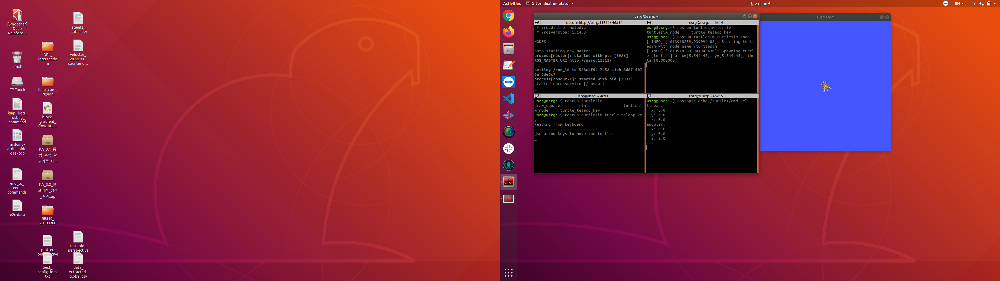 [Smoother]
Deep
Reinforc...
Trash
T7 Touch
kiapi_keti_
rosbag_
command
Aa
arduino-
arduinoide.
desktop
end_to_
end_
commands
e2e data
DRL_
intersectio
n
lidar_cam_
fusion
block_
gradient_
flow_at_...
zip
KA_3.1_통
합_주행_알
고리즘_패...
zip
KA_3.2_알
고리즘_성능
_결과.zip
RE510_
20193300
plotter.
best_
config_idm.
txt
agents_
status.csv
veloster_
20.11.11_
counter-c...
test_plot.
perspective
data_
extracted_
global.csv
Activities
X-terminal-emulator
일 23 : 38
EN
usrg@usrg: ~
roscore http://usrg:11311/ 46x14
* /rosdistro: melodic
* /rosversion: 1.14.3
NODES
auto-starting new master
process[master]: started with pid [3926]
ROS_MASTER_URI=http://usrg:11311/
setting /run_id to 528cbf94-7452-11eb-8d87-507
6af3de6c7
process[rosout-1]: started with pid [3937]
started core service [/rosout]
usrg@usrg: ~ 46x14
usrg@usrg:~$ rosrun turtlesim turtle
turtlesim_node turtle_teleop_key
usrg@usrg:~$ rosrun turtlesim turtlesim_node
[ INFO] [1613918259.939094488]: Starting turtl
esim with node name /turtlesim
[ INFO] [1613918259.941943430]: Spawning turtl
e [turtle1] at x=[5.544445], y=[5.544445], the
ta=[0.000000]
usrg@usrg: ~ 46x15
usrg@usrg:~$ rosrun turtlesim
draw_square mimic turtlesi
m_node turtle_teleop_key
usrg@usrg:~$ rosrun turtlesim turtle_teleop_ke
y
Reading from keyboard
---------------------------
Use arrow keys to move the turtle.
usrg@usrg: ~ 46x15
usrg@usrg:~$ rostopic echo /turtle1/cmd_vel
linear:
x: 0.0
y: 0.0
z: 0.0
angular:
x: 0.0
y: 0.0
z: 2.0
---
TurtleSim